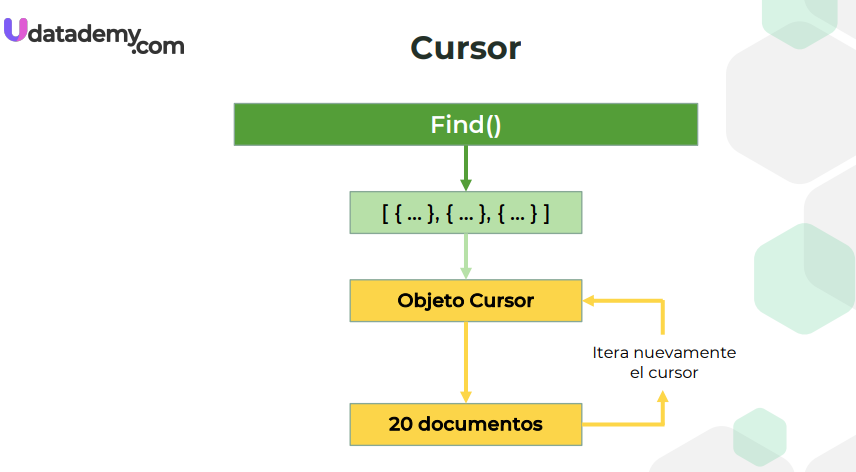 Udatademy
.com
Cursor
Find()
[ { ... }, { ... }, { ... } ]
Objeto Cursor
Itera nuevamente
el cursor
20 documentos